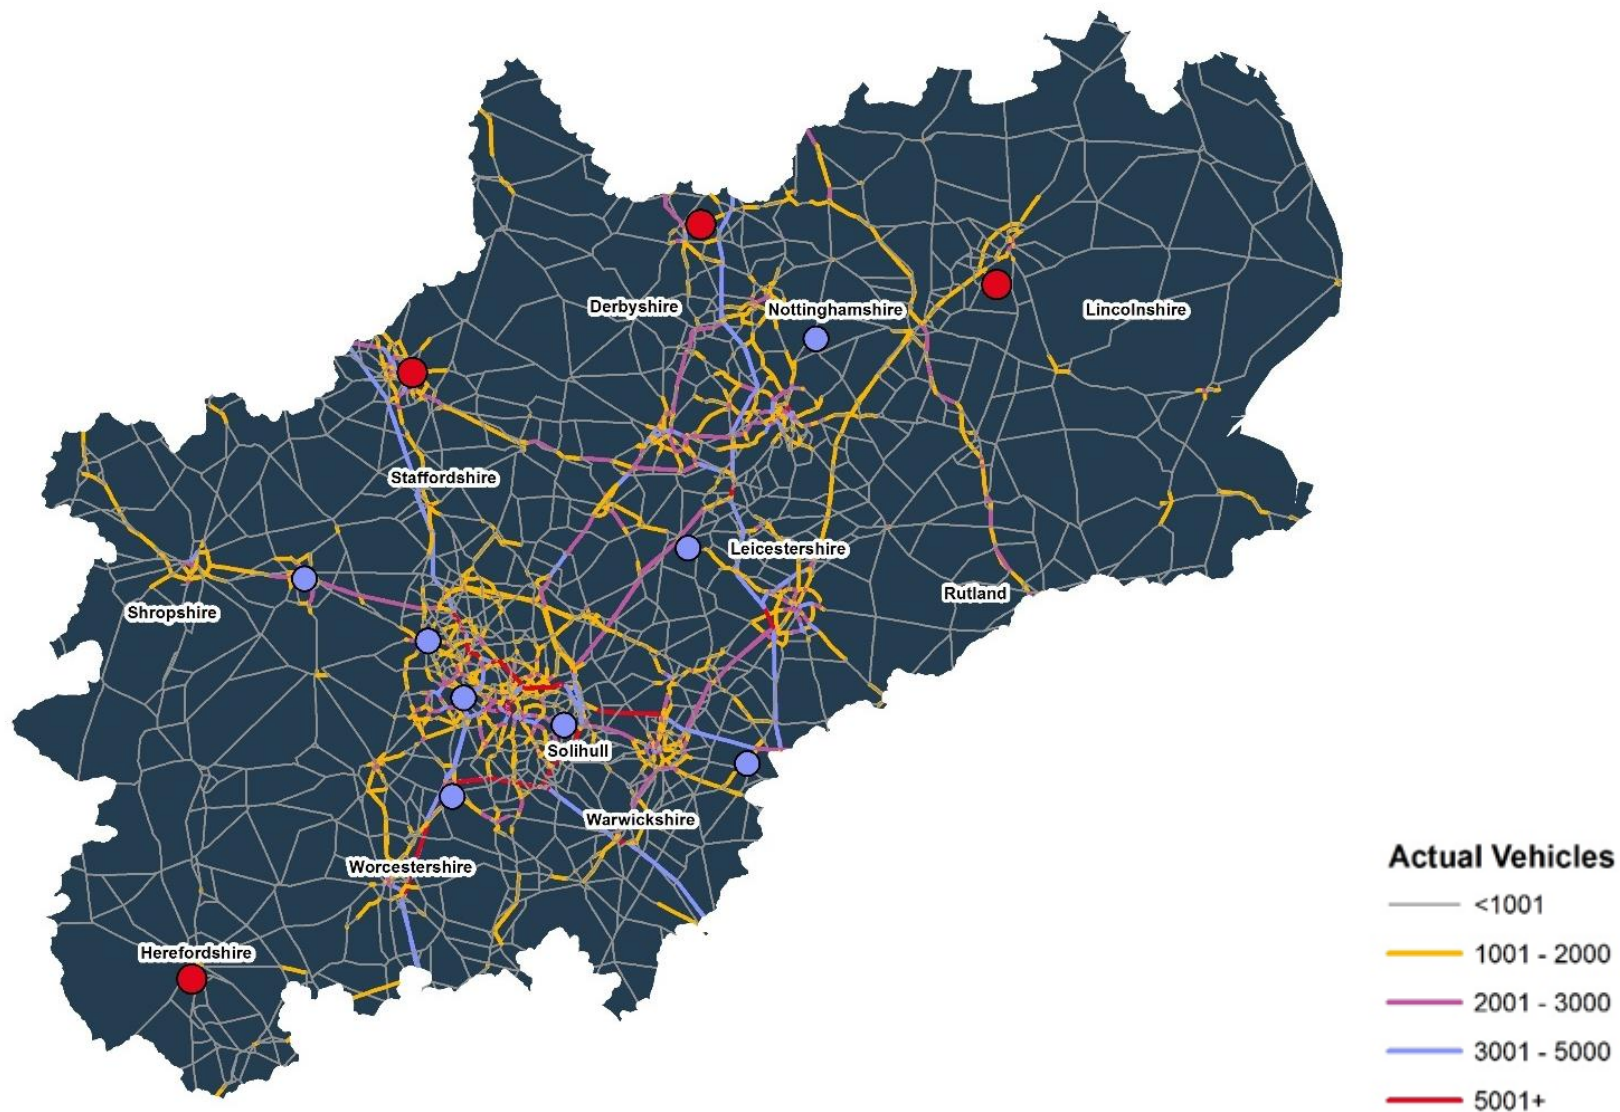 Derbyshire
Nottinghamshire
Lincolnshire
Staffordshire
Leicestershire
Rutland
Shropshire
Solihull
Warwickshire
Worcestershire
Herefordshire
Actual Vehicles
<1001
1001 - 2000
2001 - 3000
3001 - 5000
5001+